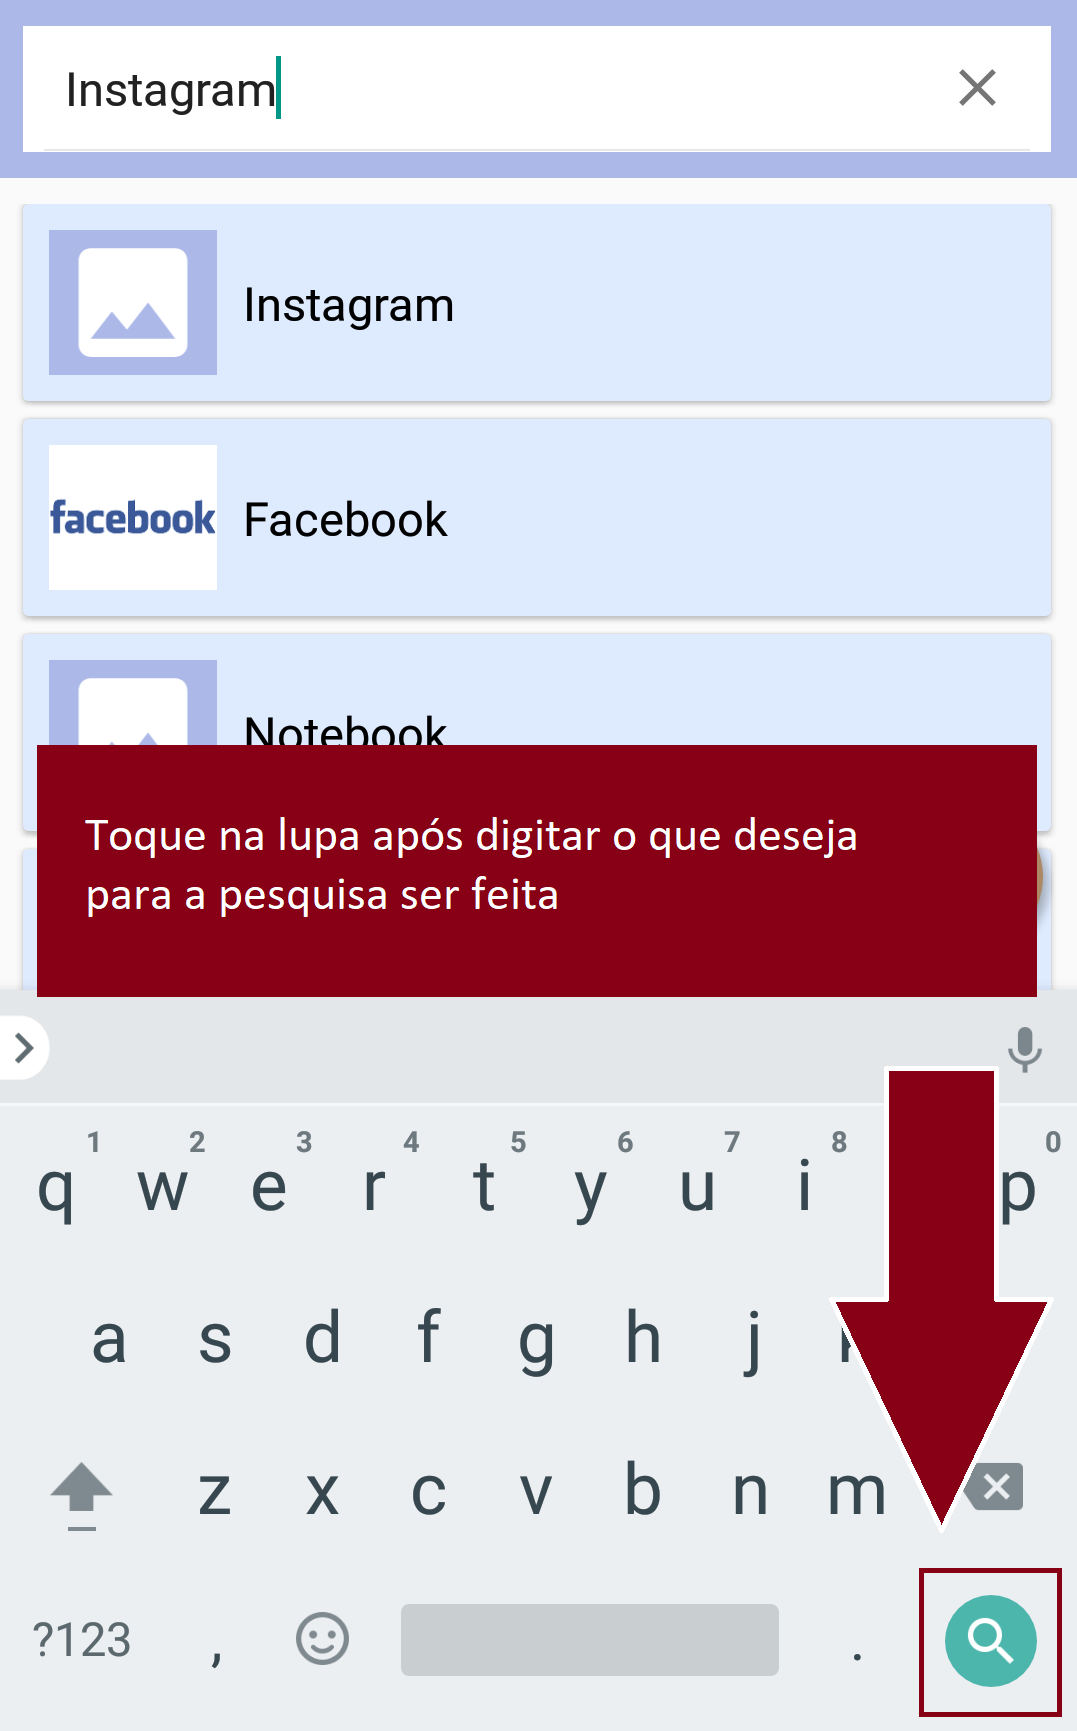 Instagram
Instagram
facebook Facebook
Notebook
Toque na lupa após digitar o que deseja
para a pesquisa ser feita
1 2 3 4 5 6 7 8 0
q w e r t y u i p
a s d f g h j
z x c v b n m
?123 , .